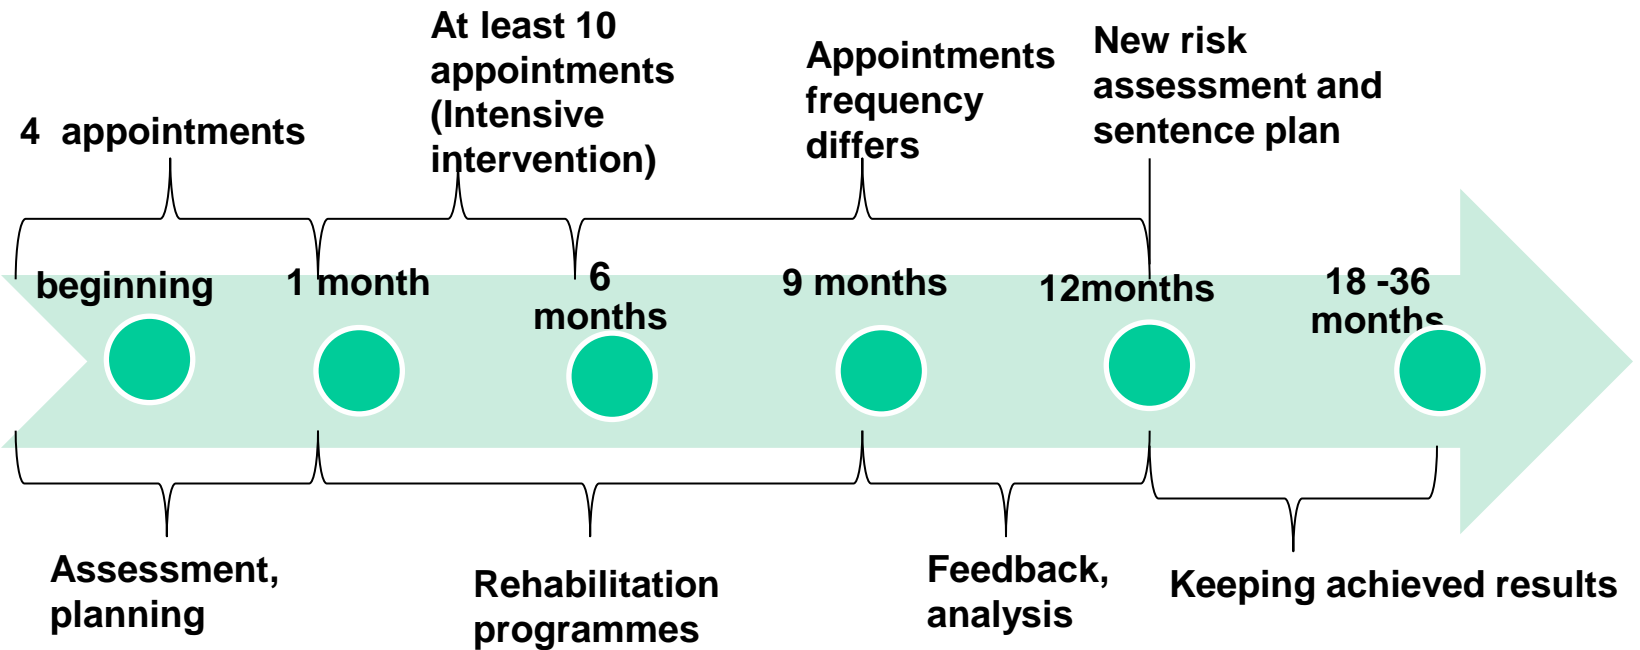 4 appointments
At least 10
appointments
(Intensive
intervention)
Appointments
frequency
differs
New risk
assessment and
sentence plan
beginning
1 month
6
months
9 months
12months
18 -36
months
Assessment,
planning
Rehabilitation
programmes
Feedback,
analysis
Keeping achieved results